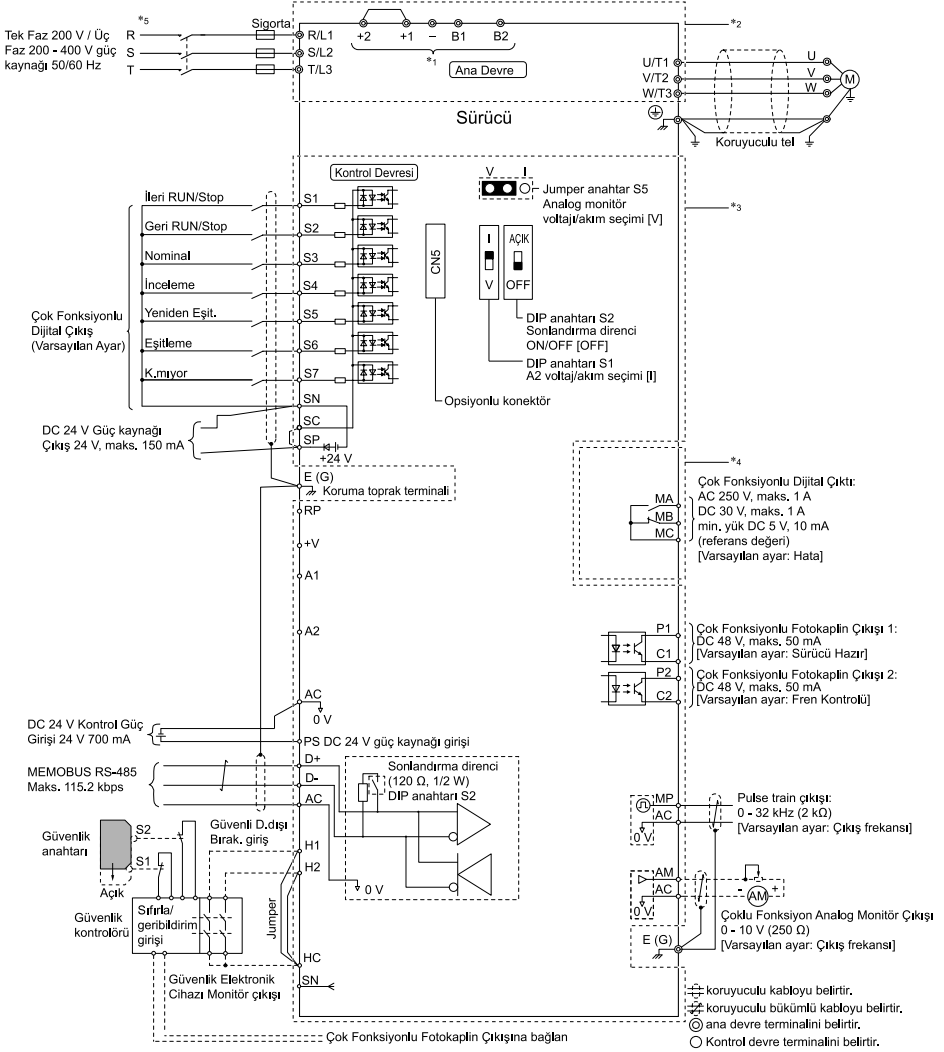 *5
Tek Faz 200 V / Üç
Faz 200 - 400 V güç
kaynağı 50/60 Hz
R
S
T
Sigorta
R/L1
S/L2
T/L3
+2
+1
−
B1
B2
*1
Ana Devre
*2
U/T1
V/T2
W/T3
U
V
W
M
Koruyuculu tel
Sürücü
Kontrol Devresi
V
I
Jumper anahtar S5
Analog monitör
voltajı/akım seçimi [V]
*3
İleri RUN/Stop
S1
Geri RUN/Stop
S2
Nominal
S3
İnceleme
S4
Yeniden Eşit.
S5
Eşitleme
S6
K.mıyor
S7
Çok Fonksiyonlu
Dijital Çıkış
(Varsayılan Ayar)
CN5
I
V
AÇIK
OFF
DIP anahtarı S2
Sonlandırma direnci
ON/OFF [OFF]
DIP anahtarı S1
A2 voltaj/akım seçimi [I]
Opsiyonlu konektör
SN
SC
SP
+24 V
DC 24 V Güç kaynağı
Çıkış 24 V, maks. 150 mA
E (G)
Koruma toprak terminali
*4
MA
MB
MC
Çok Fonksiyonlu Dijital Çıktı:
AC 250 V, maks. 1 A
DC 30 V, maks. 1 A
min. yük DC 5 V, 10 mA
(referans değeri)
[Varsayılan ayar: Hata]
RP
+V
A1
A2
P1
C1
Çok Fonksiyonlu Fotokaplin Çıkışı 1:
DC 48 V, maks. 50 mA
[Varsayılan ayar: Sürücü Hazır]
P2
C2
Çok Fonksiyonlu Fotokaplin Çıkışı 2:
DC 48 V, maks. 50 mA
[Varsayılan ayar: Fren Kontrolü]
AC
0 V
DC 24 V Kontrol Güç
Girişi 24 V 700 mA
PS DC 24 V güç kaynağı girişi
MEMOBUS RS-485
Maks. 115.2 kbps
D+
D-
AC
Sonlandırma direnci
(120 Ω, 1/2 W)
DIP anahtarı S2
0 V
MP
AC
0 V
Pulse train çıkışı:
0 - 32 kHz (2 kΩ)
[Varsayılan ayar: Çıkış frekansı]
Güvenlik
anahtarı
S2
S1
Açık
Güvenli D.dışı
Bırak. giriş
H1
H2
Jumper
AM
AC
0 V
-
AM
+
Çoklu Fonksiyon Analog Monitör Çıkışı
0 - 10 V (250 Ω)
[Varsayılan ayar: Çıkış frekansı]
E (G)
Güvenlik
kontrolörü
Sıfırla/
geribildirim
girişi
HC
SN
Güvenlik Elektronik
Cihazı Monitör çıkışı
Çok Fonksiyonlu Fotokaplin Çıkışına bağlan
koruyuculu kabloyu belirtir.
koruyuculu bükümlü kabloyu belirtir.
ana devre terminalini belirtir.
Kontrol devre terminalini belirtir.